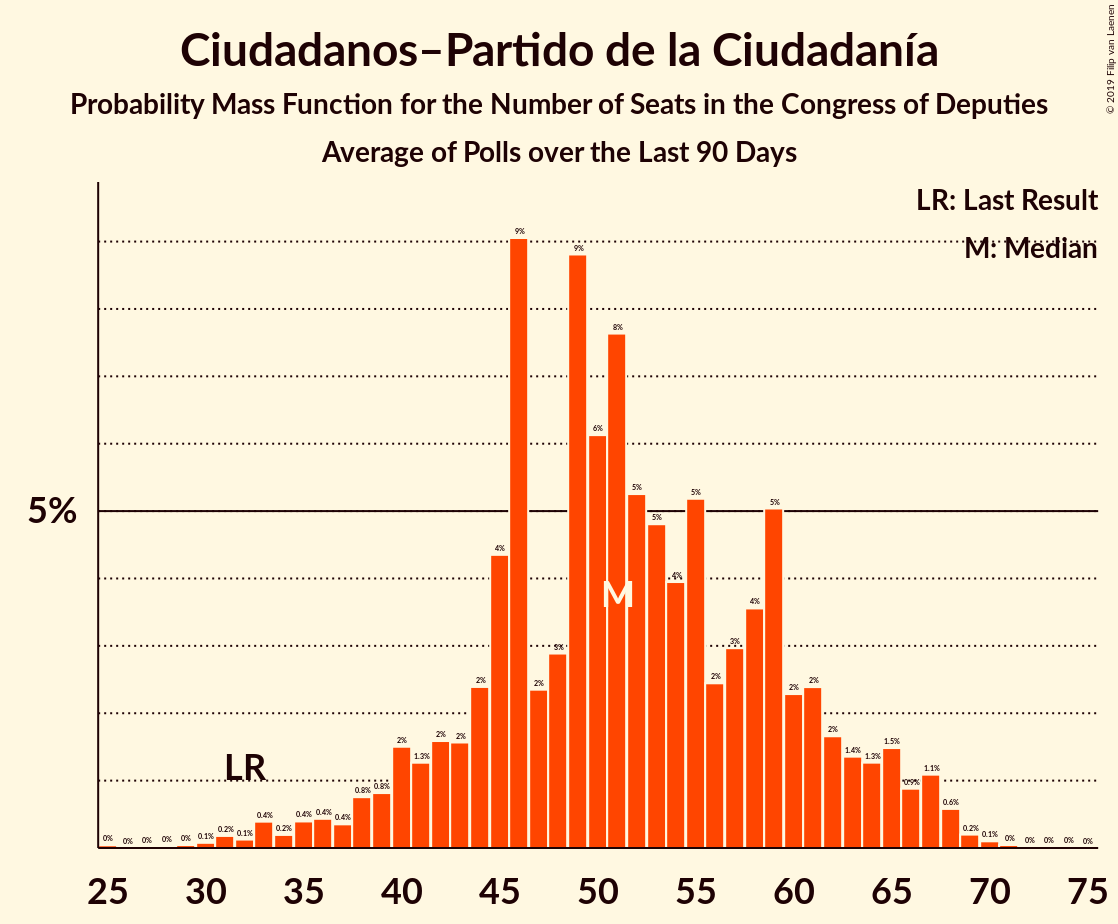 Ciudadanos–Partido de la Ciudadanía
Probability Mass Function for the Number of Seats in the Congress of Deputies
Average of Polls over the Last 90 Days
© 2019 Filip van Laenen
LR: Last Result
M: Median
5%
LR
M
0% 0% 0% 0% 0% 0.1% 0.2% 0.1% 0.4% 0.2% 0.4% 0.4% 0.4% 0.8% 0.8% 2% 1.3% 2% 2% 2% 4% 9% 2% 3% 9% 6% 8% 5% 5% 4% 5% 2% 3% 4% 5% 2% 2% 2% 1.4% 1.3% 1.5% 0.9% 1.1% 0.6% 0.2% 0.1% 0% 0% 0% 0% 0%
25 30 35 40 45 50 55 60 65 70 75